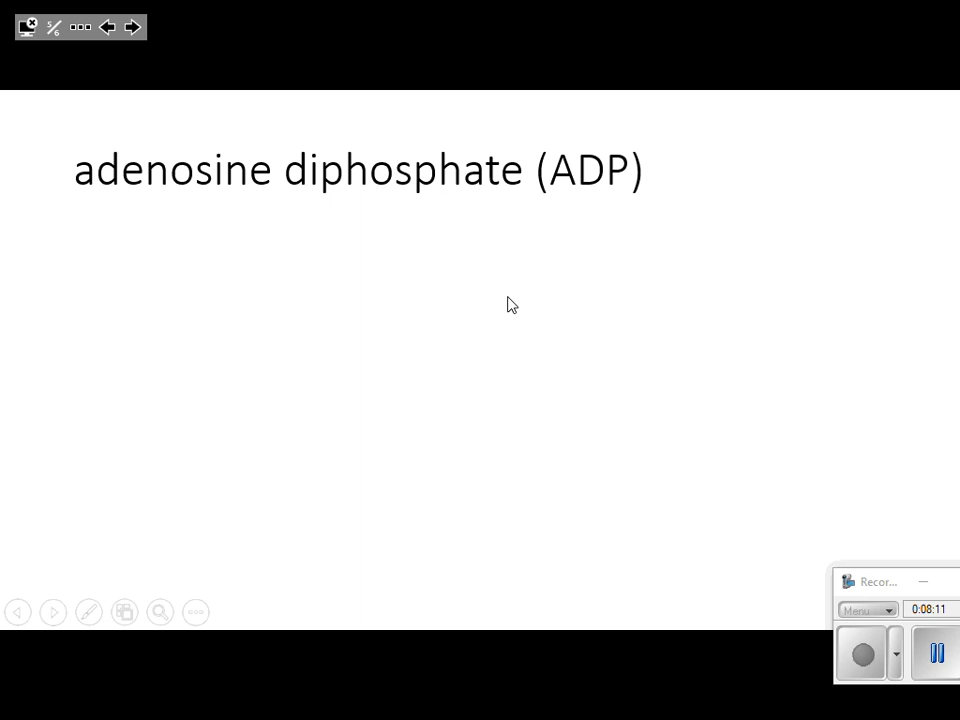 5/6
adenosine diphosphate (ADP)
Recor...
Menu
0:08:11